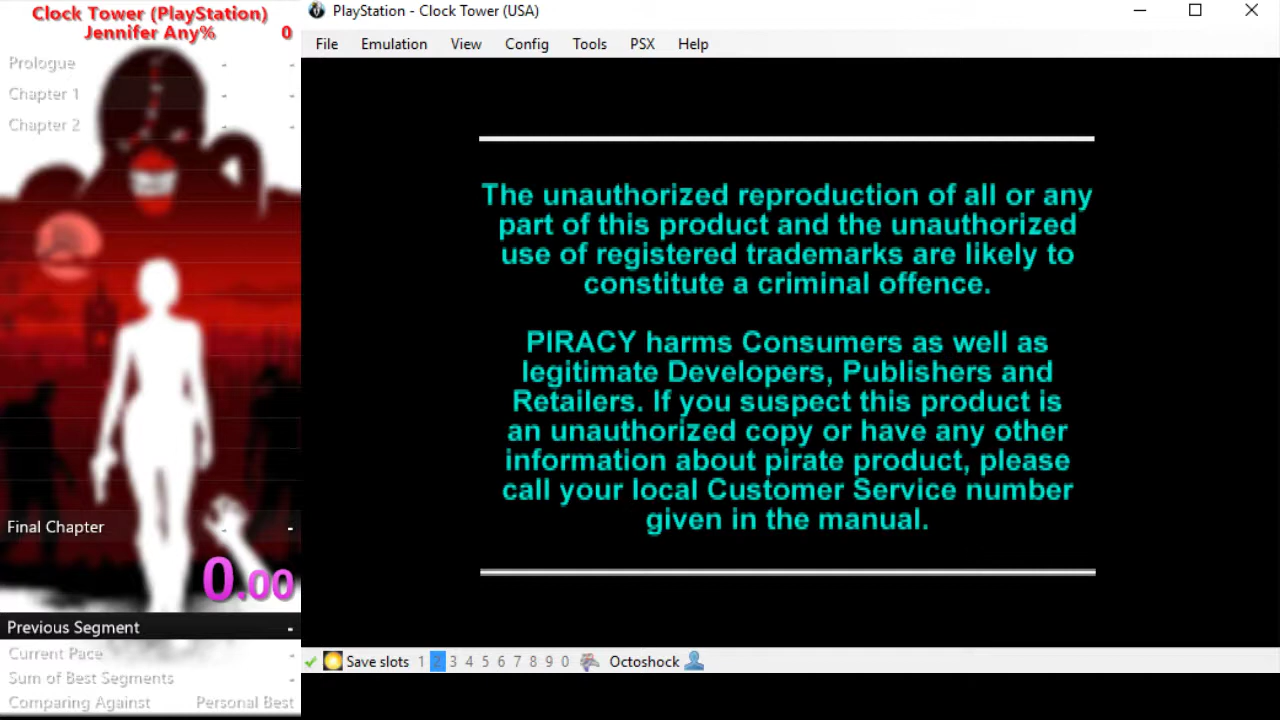 Clock Tower (PlayStation)
Jennifer Any% 0
Prologue - -
Chapter 1 - -
Chapter 2 - -
Final Chapter - -
0.00
Previous Segment -
Current Pace -
Sum of Best Segments -
Comparing Against Personal Best
PlayStation - Clock Tower (USA)
File Emulation View Config Tools PSX Help
The unauthorized reproduction of all or any
part of this product and the unauthorized
use of registered trademarks are likely to
constitute a criminal offence.
PIRACY harms Consumers as well as
legitimate Developers, Publishers and
Retailers. If you suspect this product is
an unauthorized copy or have any other
information about pirate product, please
call your local Customer Service number
given in the manual.
Save slots 1 2 3 4 5 6 7 8 9 0 Octoshock